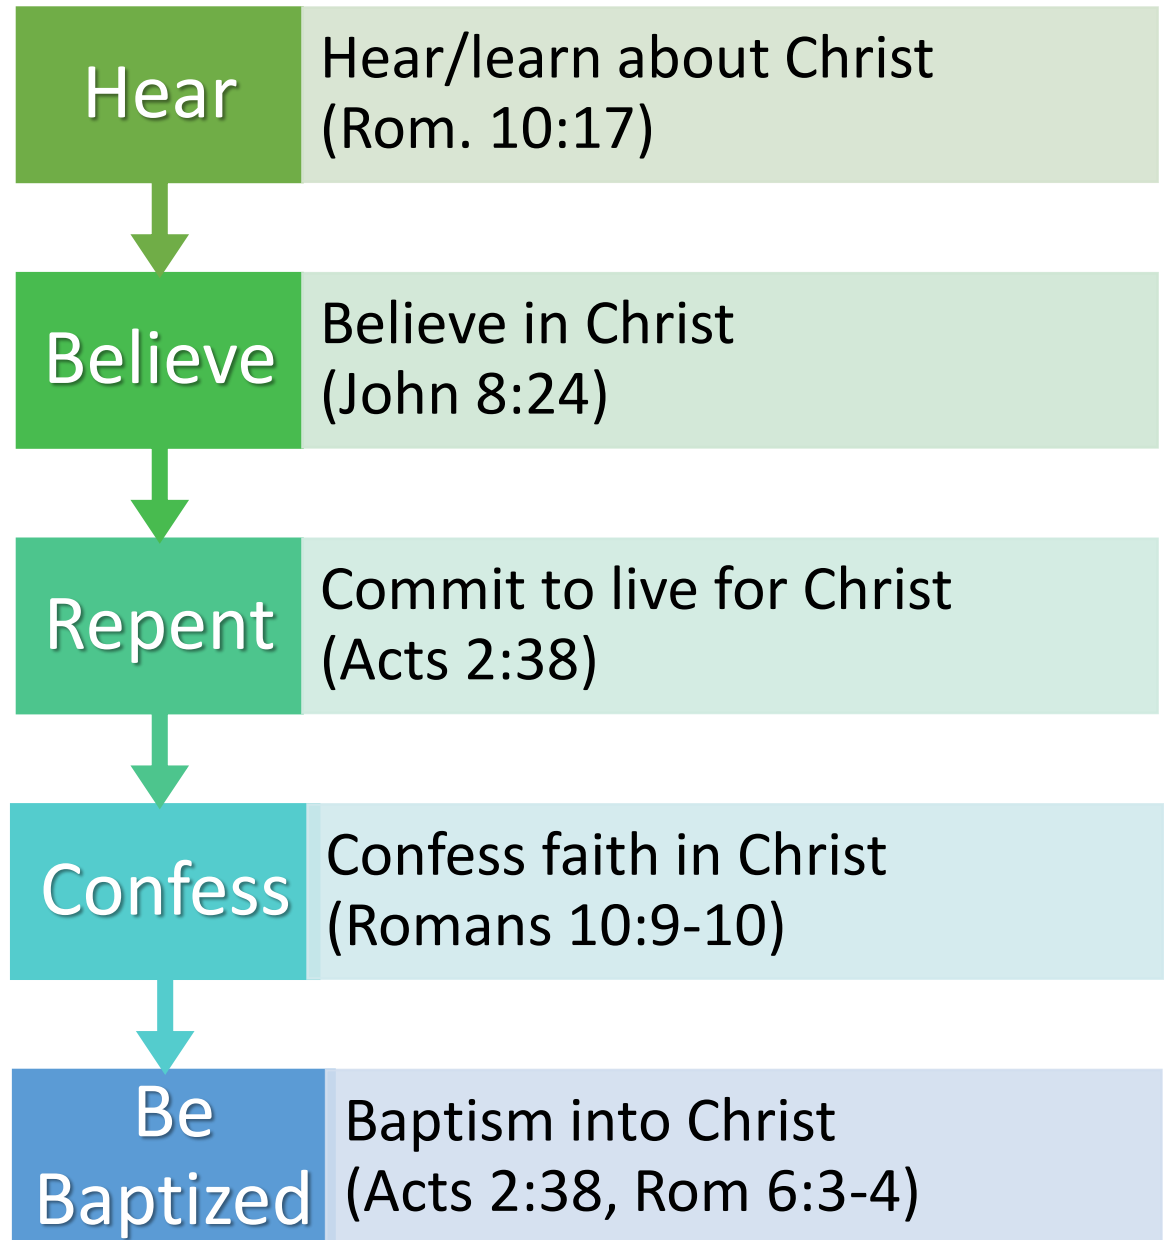 Hear
Hear/learn about Christ
(Rom. 10:17)
Believe
Believe in Christ
(John 8:24)
Repent
Commit to live for Christ
(Acts 2:38)
Confess
Confess faith in Christ
(Romans 10:9-10)
Be
Baptized
Baptism into Christ
(Acts 2:38, Rom 6:3-4)